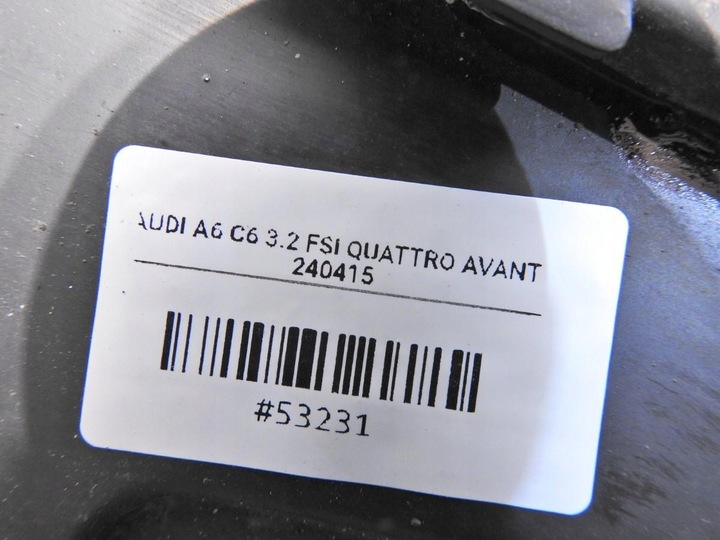 AUDI A6 C6 3.2 FSI QUATTRO AVANT
240415
#53231